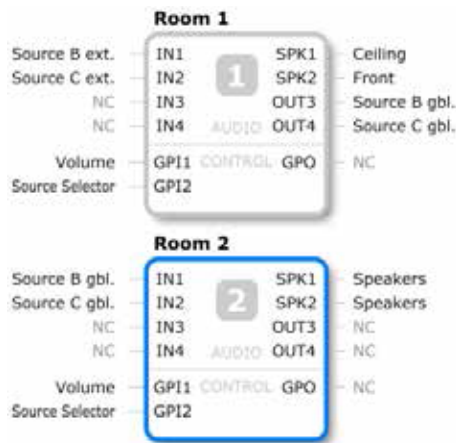 Room 1
Source B ext. IN1 SPK1 Ceiling
Source C ext. IN2 1 SPK2 Front
NC IN3 OUT3 Source B gbl.
NC IN4 AUDIO OUT4 Source C gbl.
Volume GPI1 CONTROL GPO NC
Source Selector GPI2
Room 2
Source B gbl. IN1 SPK1 Speakers
Source C gbl. IN2 2 SPK2 Speakers
NC IN3 OUT3 NC
NC IN4 AUDIO OUT4 NC
Volume GPI1 CONTROL GPO NC
Source Selector GPI2